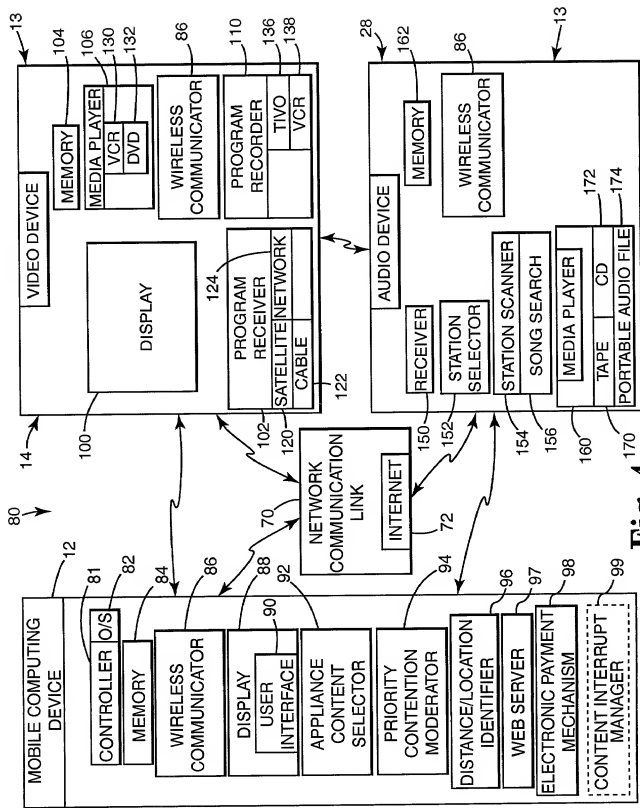 80
MOBILE COMPUTING
DEVICE
12
CONTROLLER
O/S
81
82
MEMORY
84
WIRELESS
COMMUNICATOR
86
DISPLAY
88
USER
INTERFACE
90
APPLIANCE
CONTENT
SELECTOR
92
PRIORITY
CONTENTION
MODERATOR
94
DISTANCE/LOCATION
IDENTIFIER
96
WEB SERVER
97
ELECTRONIC PAYMENT
MECHANISM
98
CONTENT INTERRUPT
MANAGER
99
70
NETWORK
COMMUNICATION
LINK
INTERNET
72
14
VIDEO DEVICE
13
DISPLAY
100
MEMORY
104
MEDIA PLAYER
106
VCR
130
DVD
132
WIRELESS
COMMUNICATOR
86
PROGRAM
RECEIVER
102
SATELLITE
120
NETWORK
124
CABLE
122
PROGRAM
RECORDER
110
TIVO
136
VCR
138
AUDIO DEVICE
28
RECEIVER
150
MEMORY
162
STATION
SELECTOR
152
WIRELESS
COMMUNICATOR
86
STATION SCANNER
154
SONG SEARCH
156
MEDIA PLAYER
160
TAPE
170
CD
172
PORTABLE AUDIO FILE
174
13